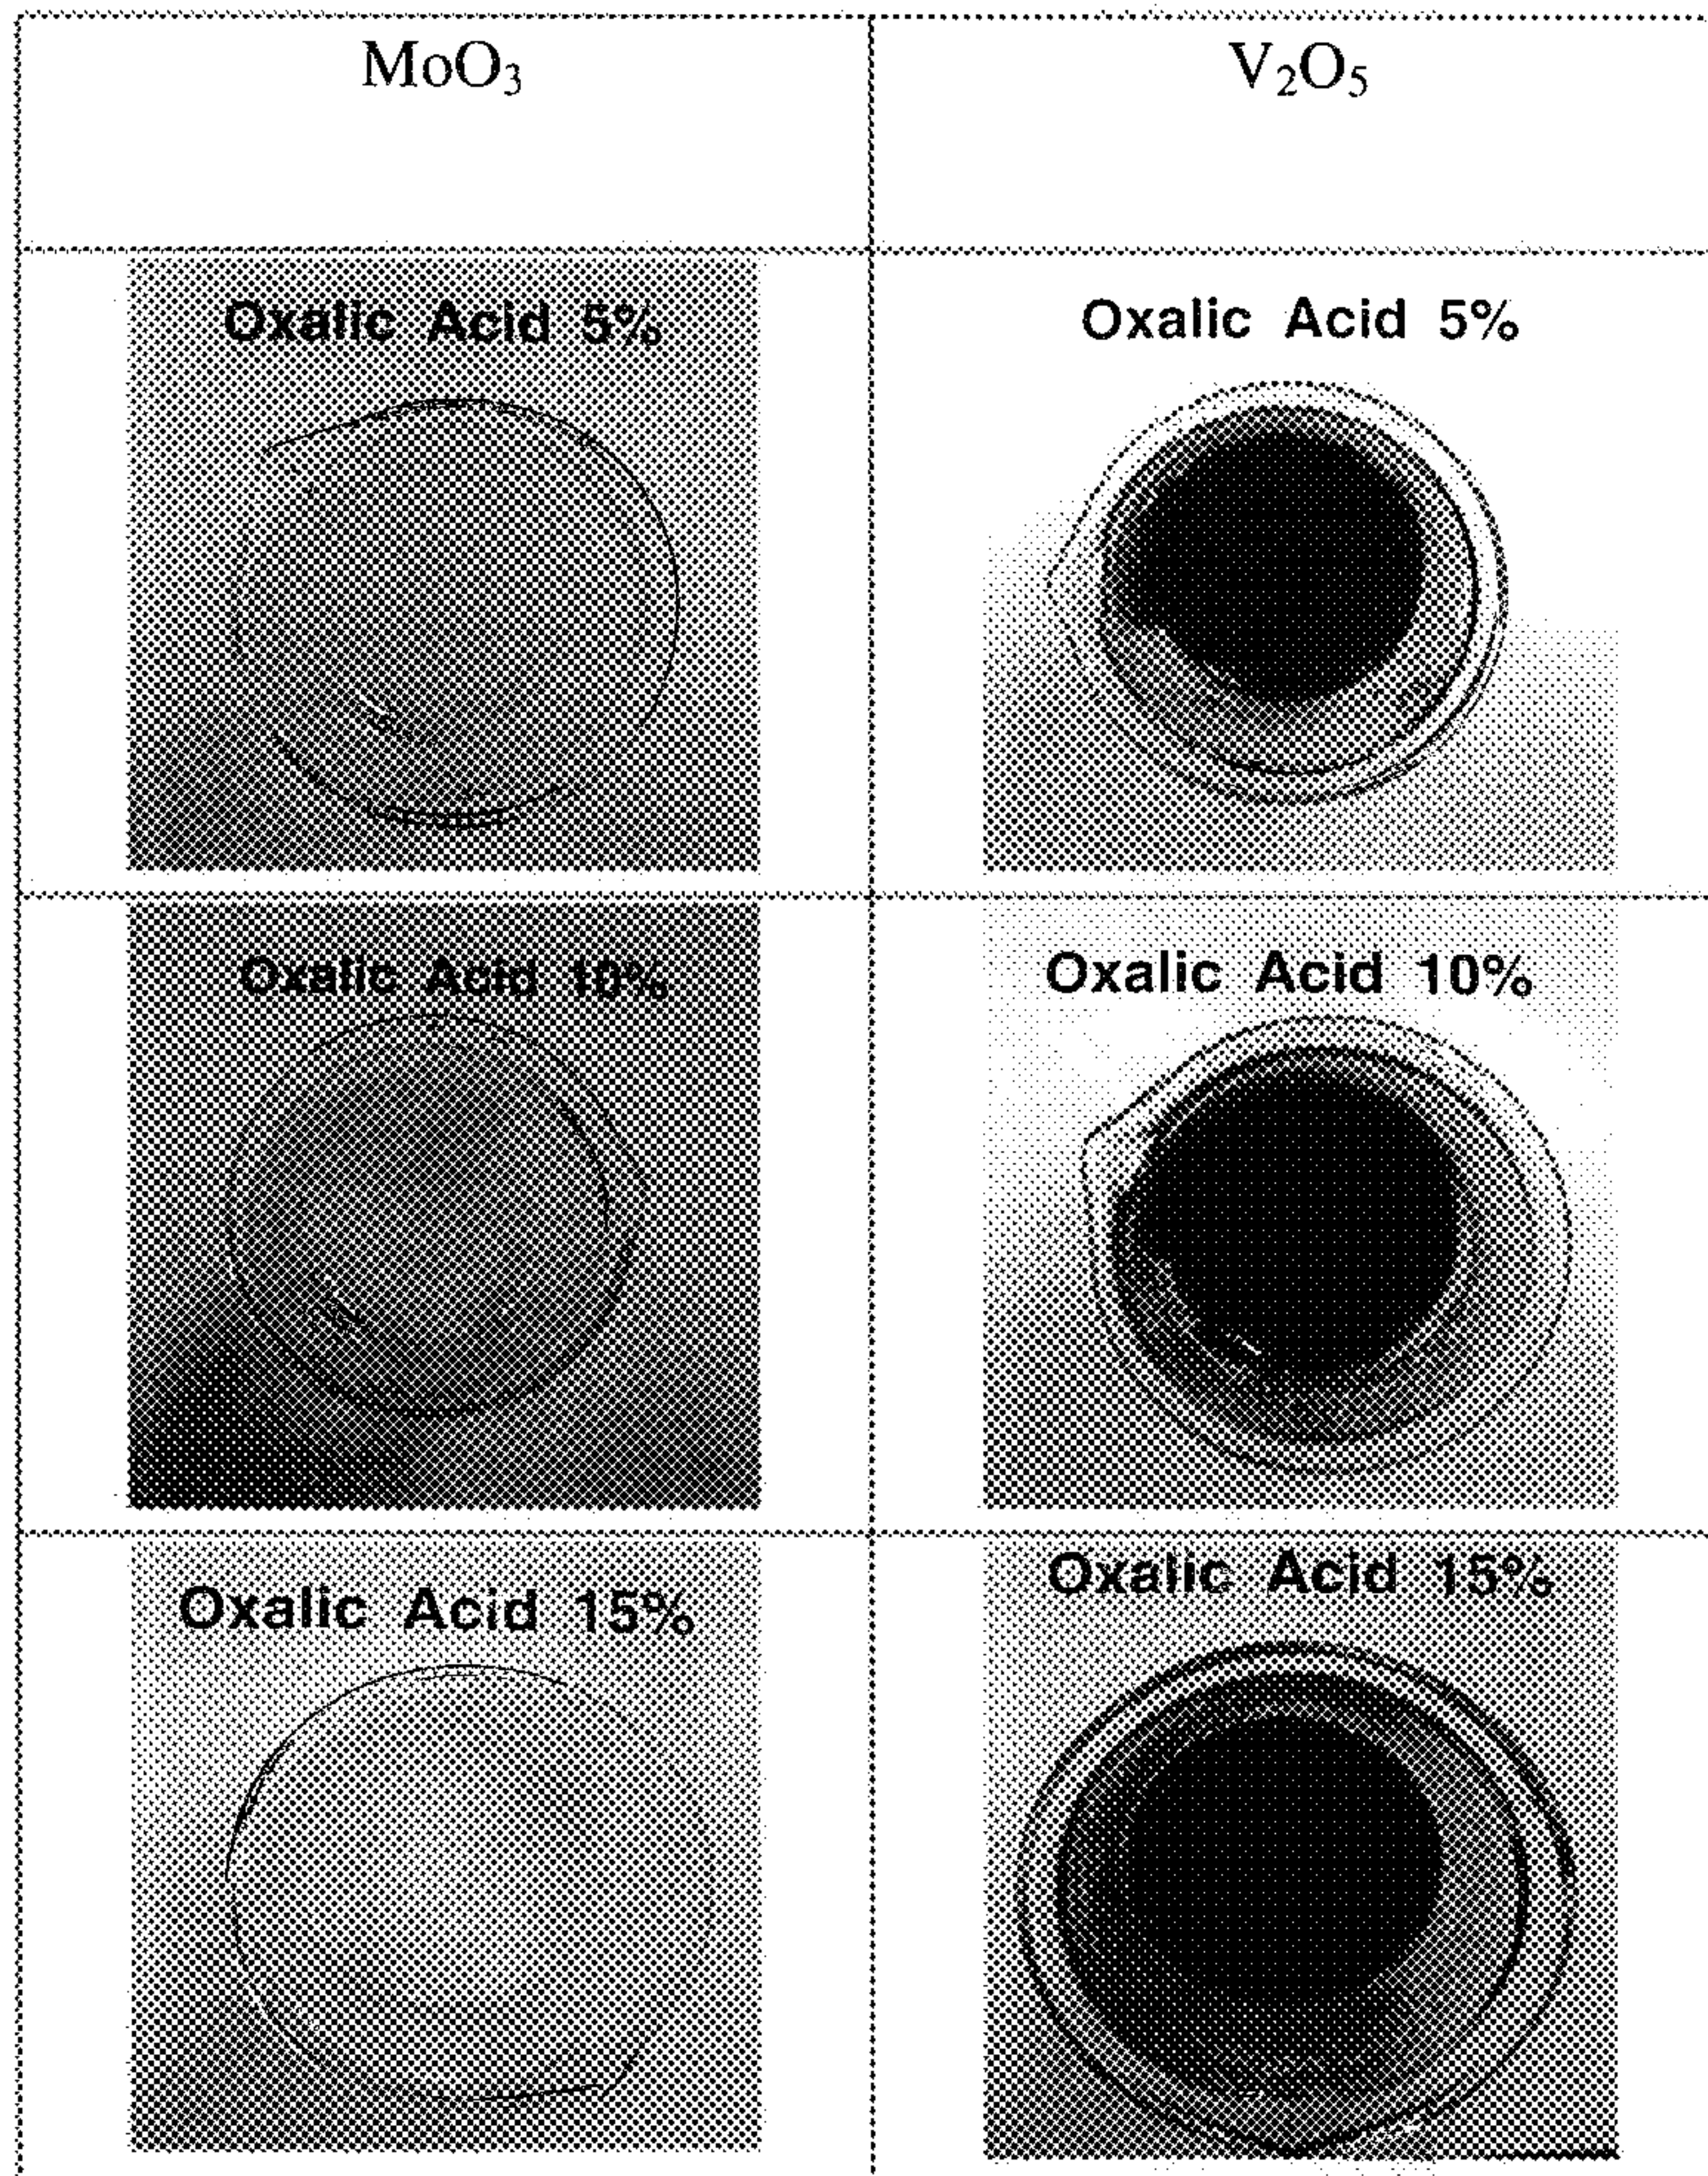 MoO₃
V₂O₅
Oxalic Acid 5%
Oxalic Acid 5%
Oxalic Acid 10%
Oxalic Acid 10%
Oxalic Acid 15%
Oxalic Acid 15%